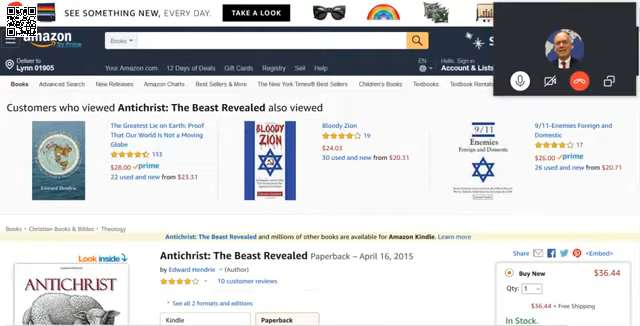 SEE SOMETHING NEW, EVERY DAY. TAKE A LOOK
amazon
Try Prime
Books
Deliver to
Lynn 01905
Your Amazon.com 12 Days of Deals Gift Cards Registry Sell Help
EN Hello. Sign in
Account & Lists
Books Advanced Search New Releases Amazon Charts Best Sellers & More The New York Times® Best Sellers Children's Books Textbooks Textbook Rentals
Customers who viewed Antichrist: The Beast Revealed also viewed
The Greatest Lie on Earth: Proof
That Our World Is Not a Moving
Globe
133
$28.00 prime
22 used and new from $23.31
Edward Hendrie
BLOODY
ZION
Bloody Zion
19
$24.03
30 used and new from $20.31
9/11
Enemies
Foreign and Domestic
9/11-Enemies Foreign and
Domestic
17
$26.00 prime
26 used and new from $20.71
Books › Christian Books & Bibles › Theology
Antichrist: The Beast Revealed and millions of other books are available for Amazon Kindle. Learn more
Look inside
ANTICHRIST
Antichrist: The Beast Revealed Paperback – April 16, 2015
by Edward Hendrie (Author)
10 customer reviews
› See all 2 formats and editions
Kindle Paperback
Share <Embed>
Buy New $36.44
Qty: 1
$36.44 + Free Shipping
In Stock.